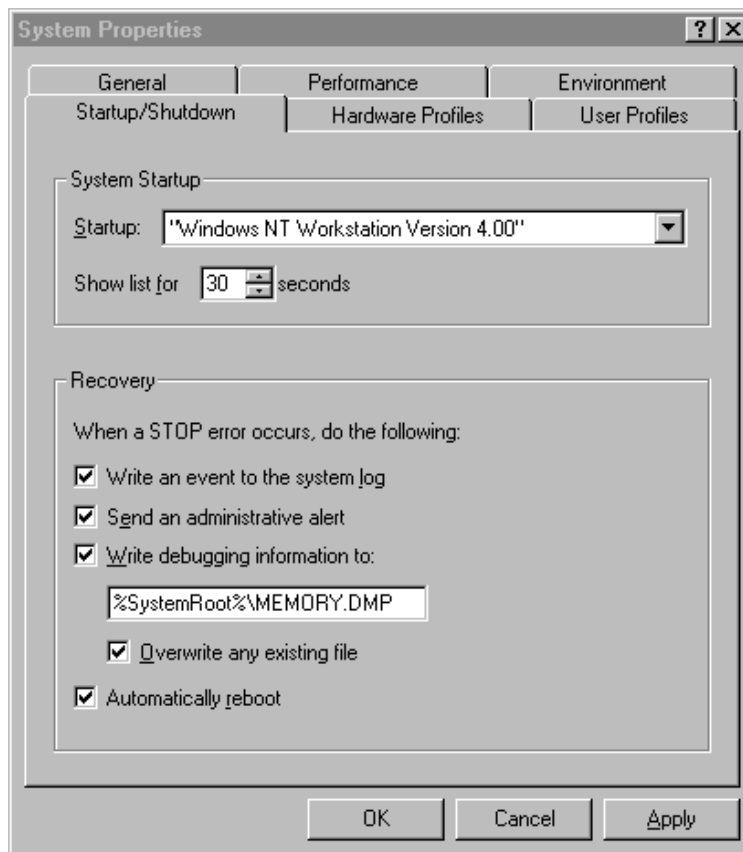 System Properties
General Performance Environment
Startup/Shutdown Hardware Profiles User Profiles
System Startup
Startup: "Windows NT Workstation Version 4.00"
Show list for 30 seconds
Recovery
When a STOP error occurs, do the following:
Write an event to the system log
Send an administrative alert
Write debugging information to:
%SystemRoot%\MEMORY.DMP
Overwrite any existing file
Automatically reboot
OK Cancel Apply